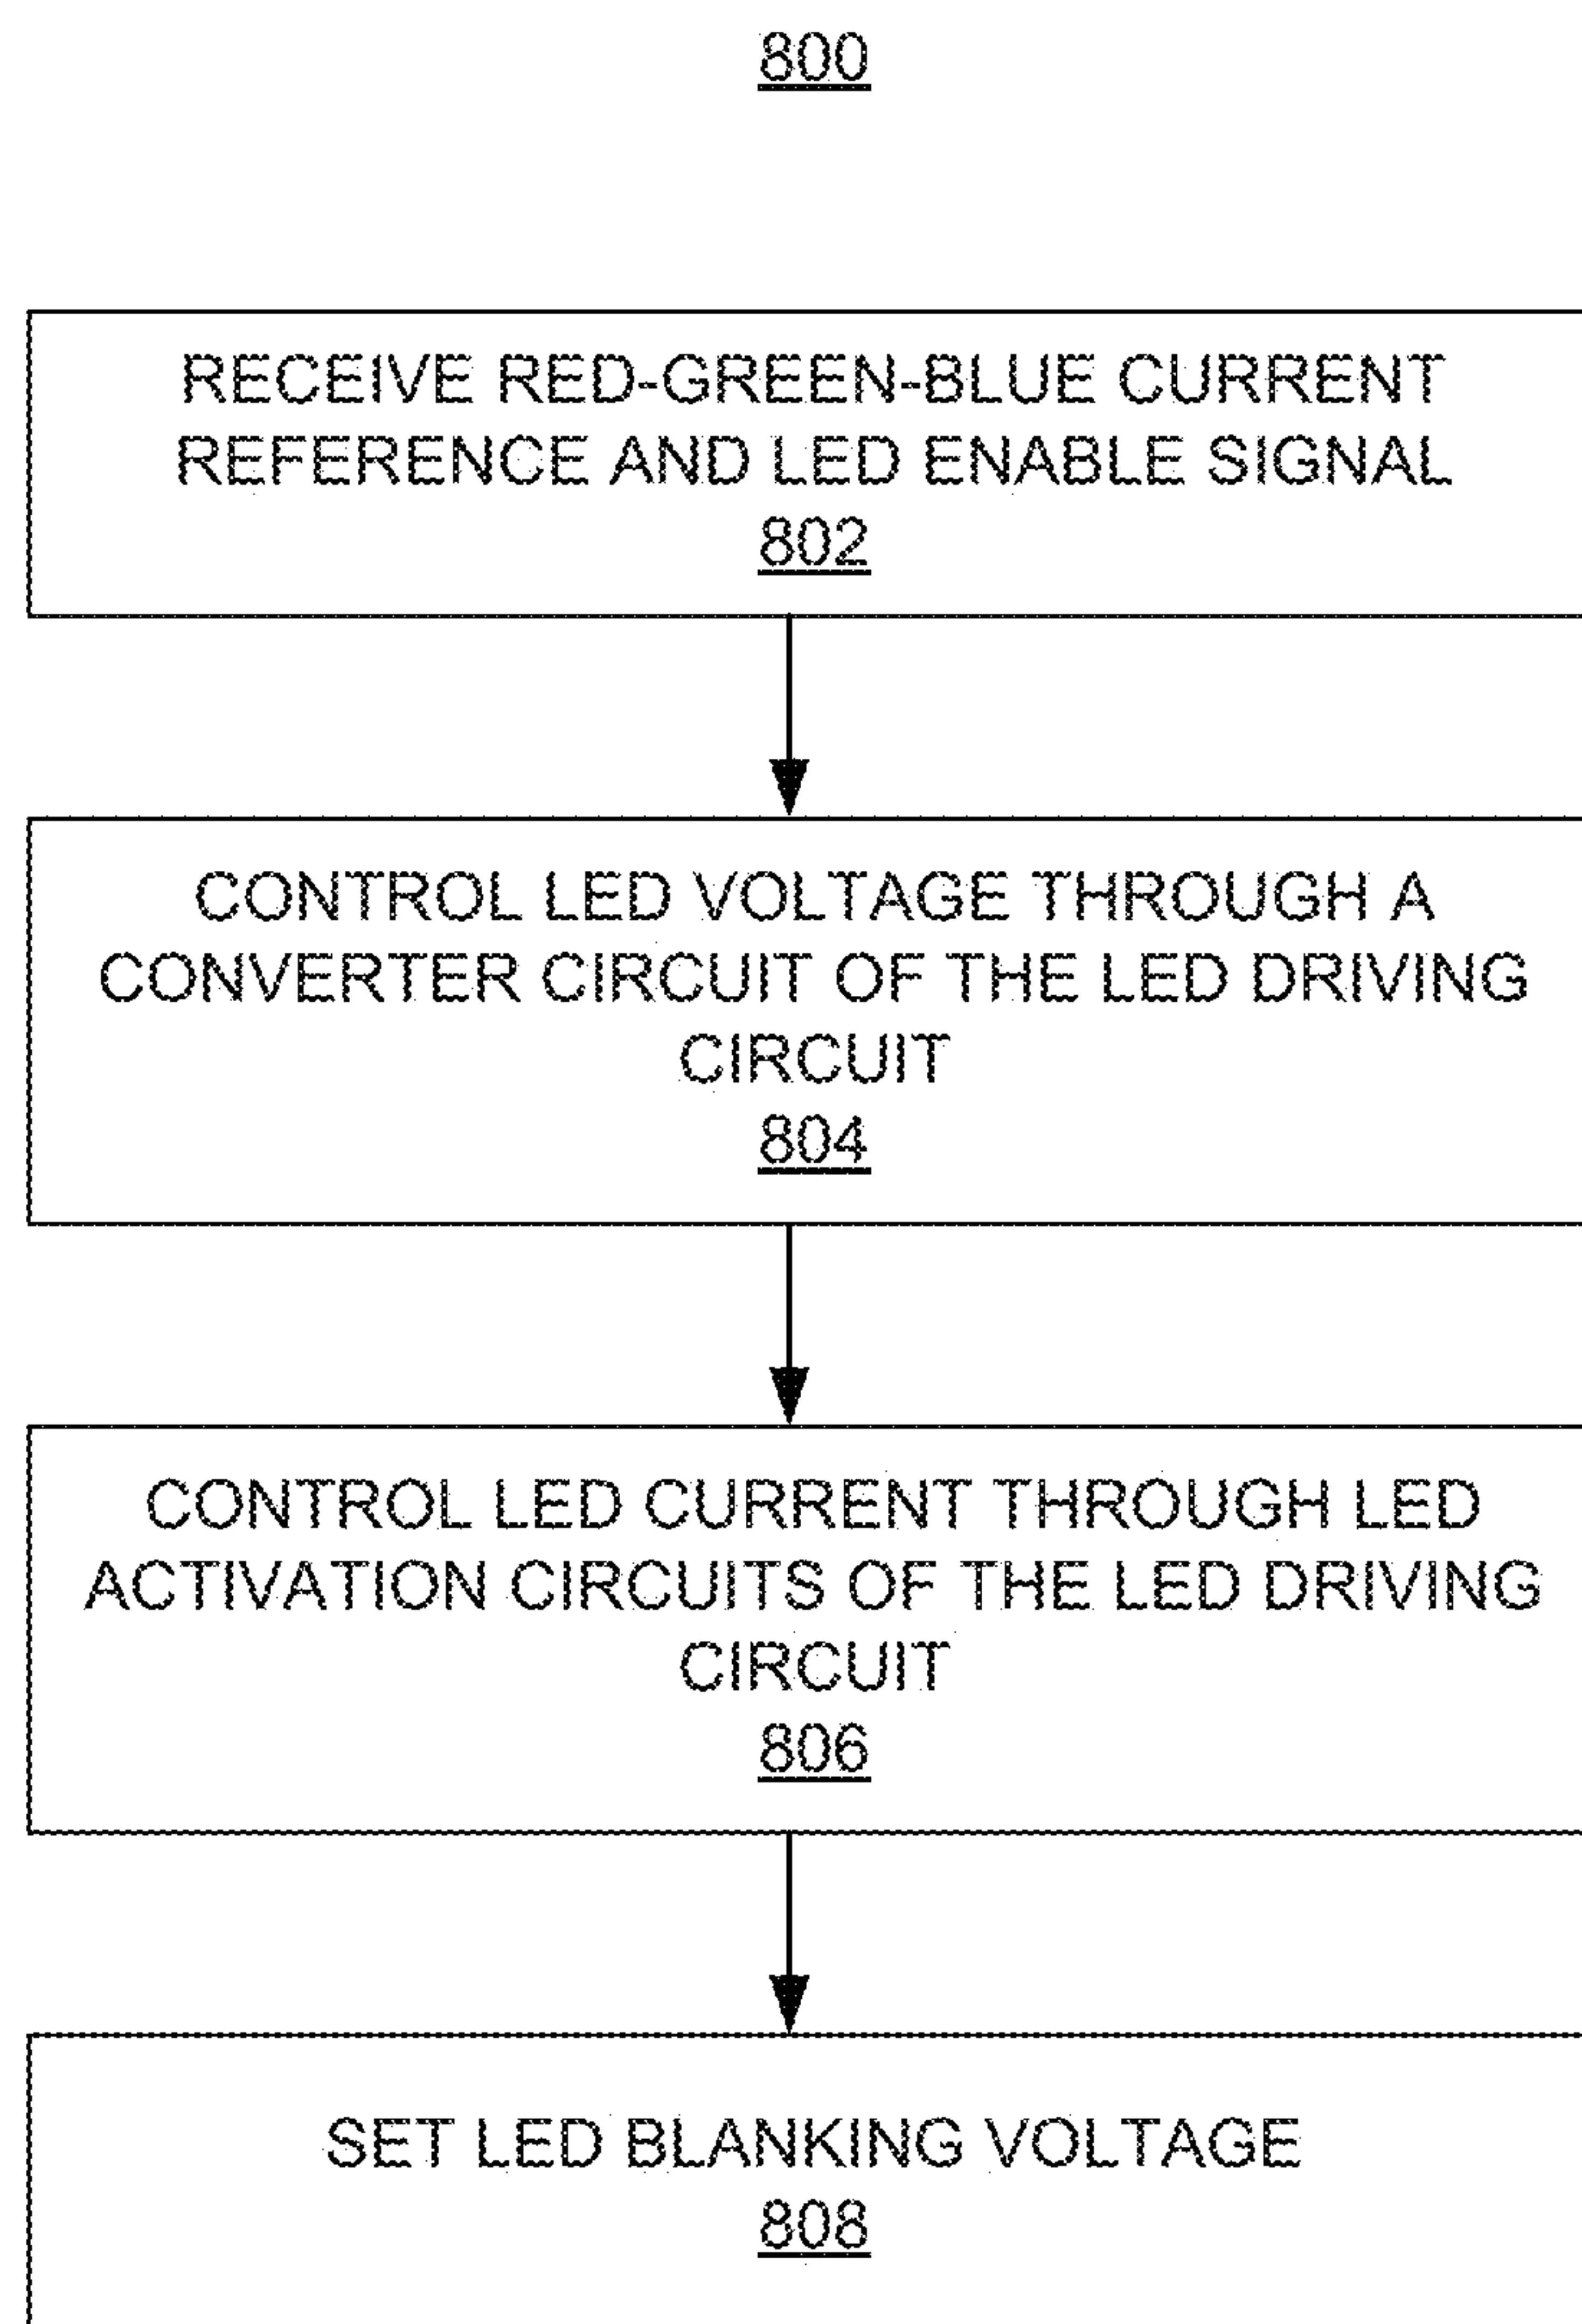 800
RECEIVE RED-GREEN-BLUE CURRENT
REFERENCE AND LED ENABLE SIGNAL
802
CONTROL LED VOLTAGE THROUGH A
CONVERTER CIRCUIT OF THE LED DRIVING
CIRCUIT
804
CONTROL LED CURRENT THROUGH LED
ACTIVATION CIRCUITS OF THE LED DRIVING
CIRCUIT
806
SET LED BLANKING VOLTAGE
808